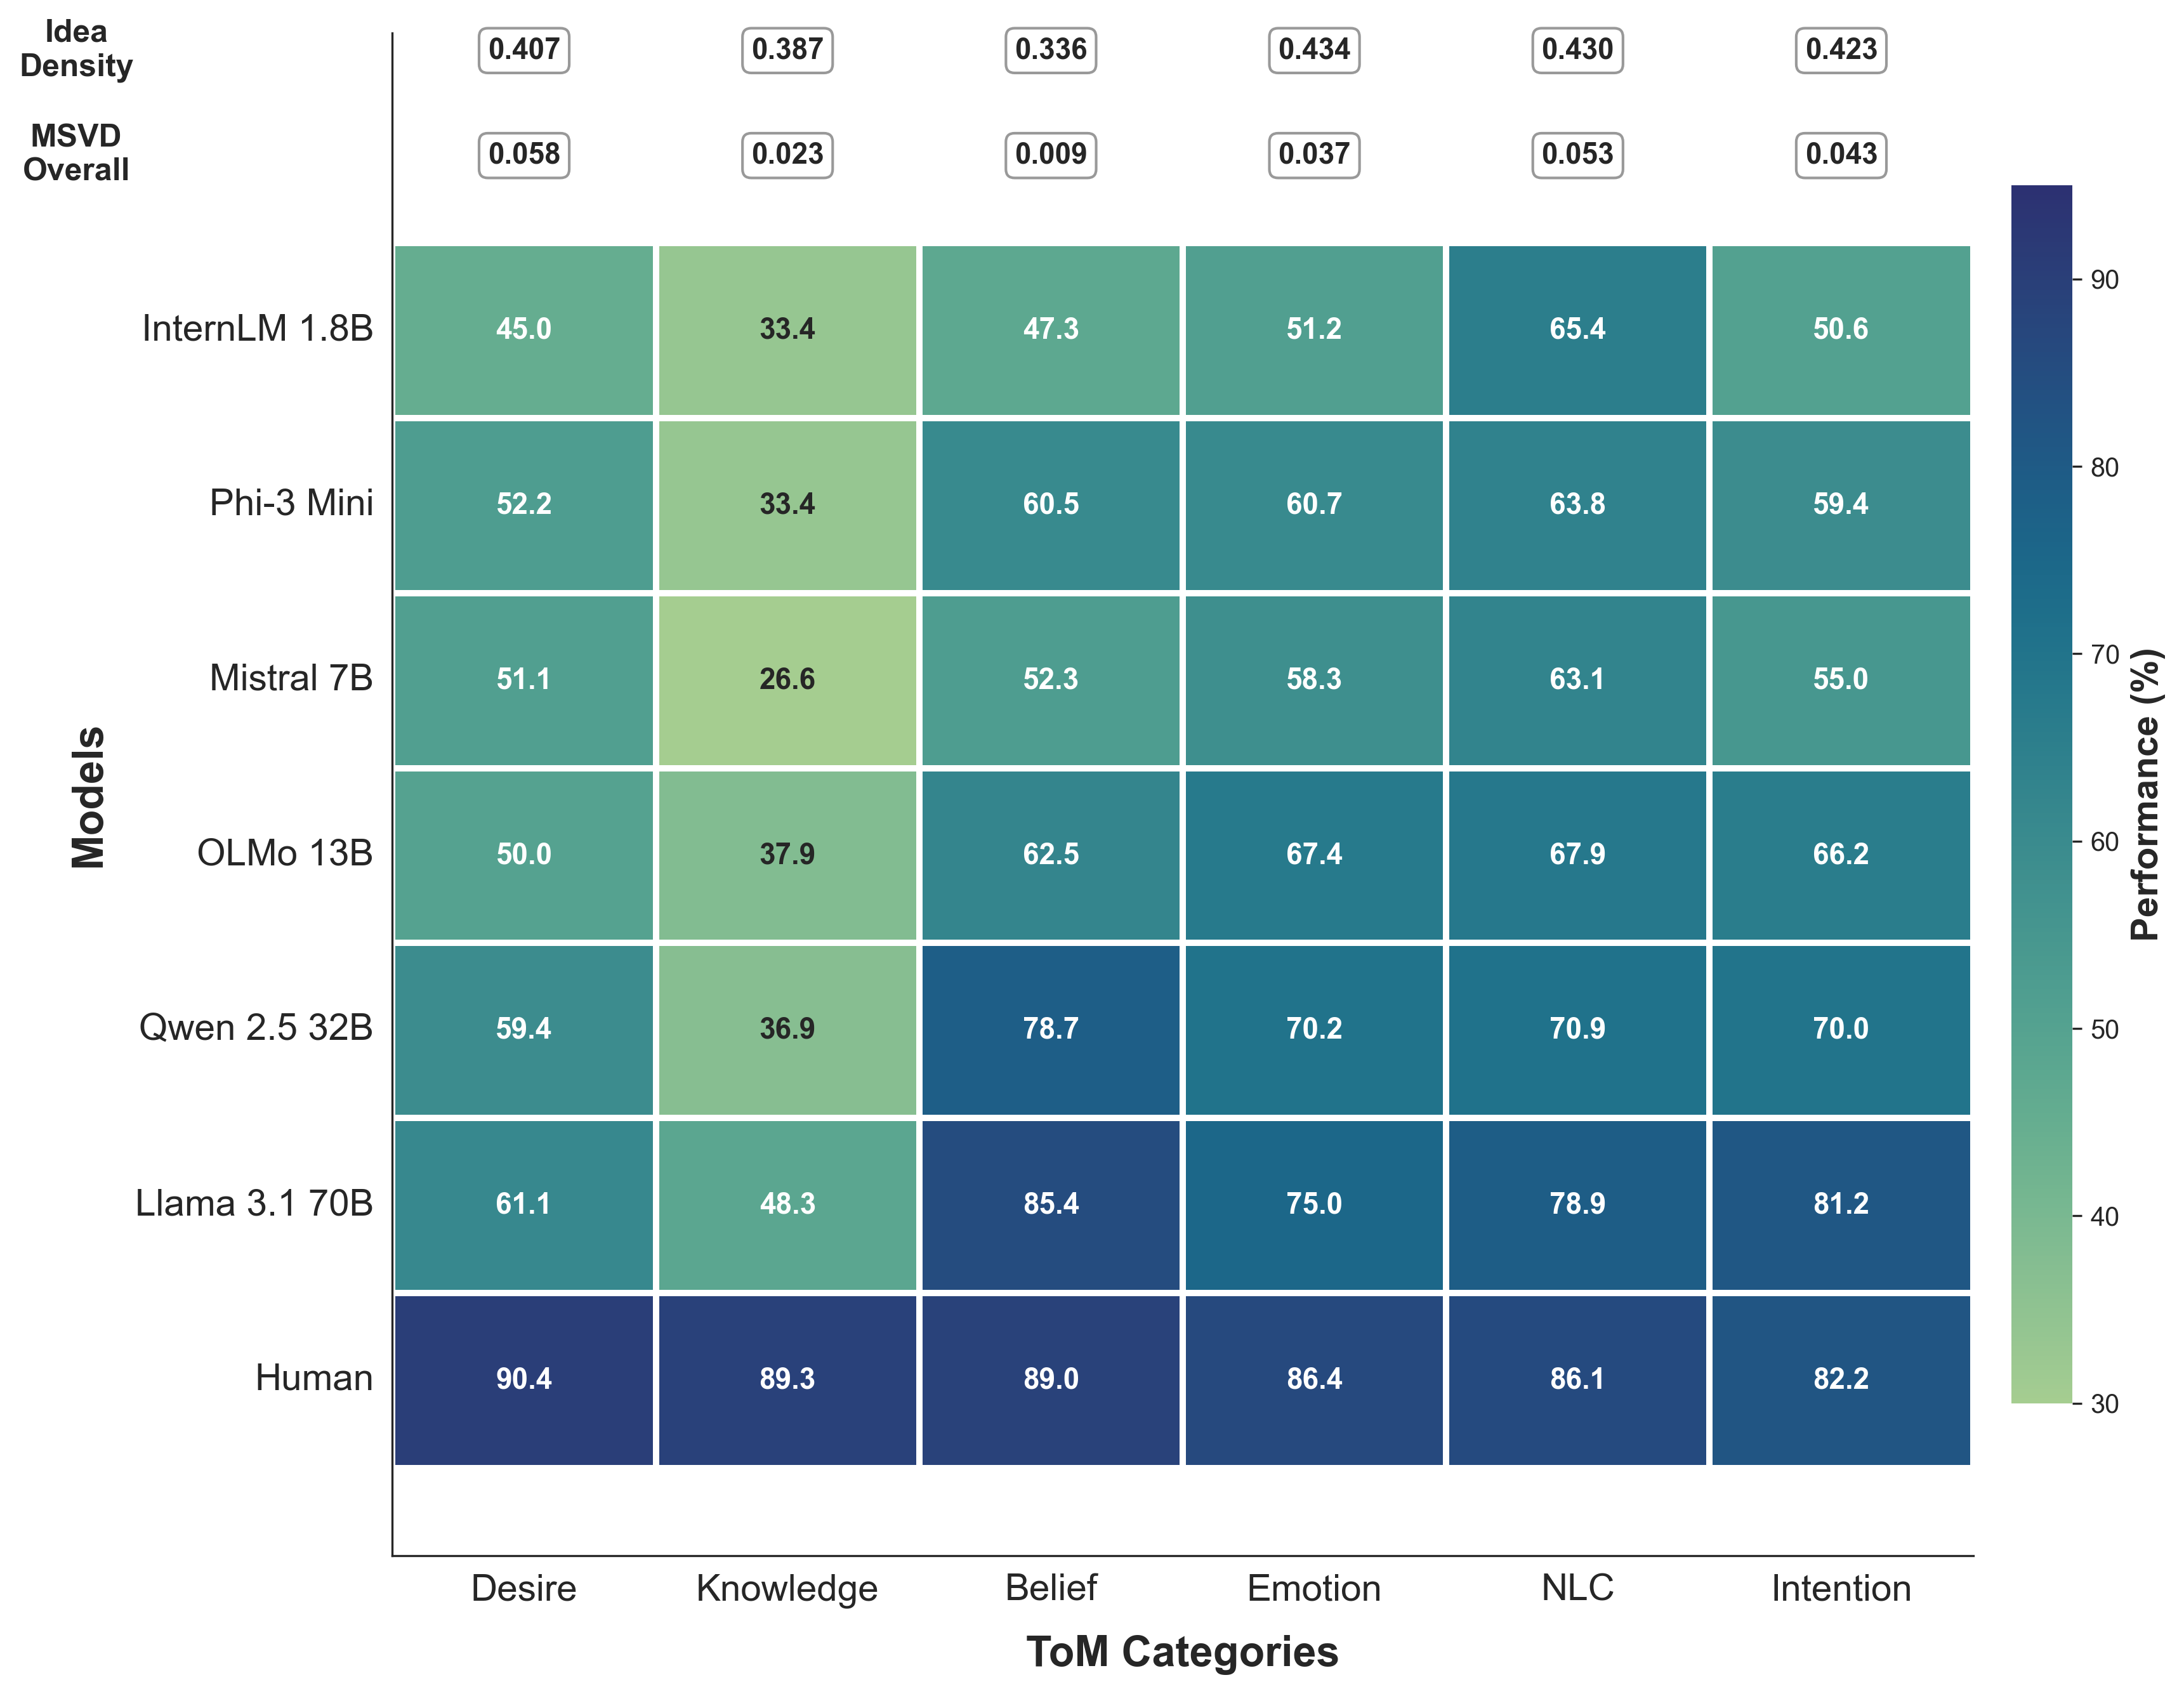 Idea
Density
0.407 0.387 0.336 0.434 0.430 0.423
MSVD
Overall
0.058 0.023 0.009 0.037 0.053 0.043
InternLM 1.8B 45.0 33.4 47.3 51.2 65.4 50.6
Phi-3 Mini 52.2 33.4 60.5 60.7 63.8 59.4
Mistral 7B 51.1 26.6 52.3 58.3 63.1 55.0
OLMo 13B 50.0 37.9 62.5 67.4 67.9 66.2
Qwen 2.5 32B 59.4 36.9 78.7 70.2 70.9 70.0
Llama 3.1 70B 61.1 48.3 85.4 75.0 78.9 81.2
Human 90.4 89.3 89.0 86.4 86.1 82.2
Models
Desire Knowledge Belief Emotion NLC Intention
ToM Categories
90
80
70
60
50
40
30
Performance (%)